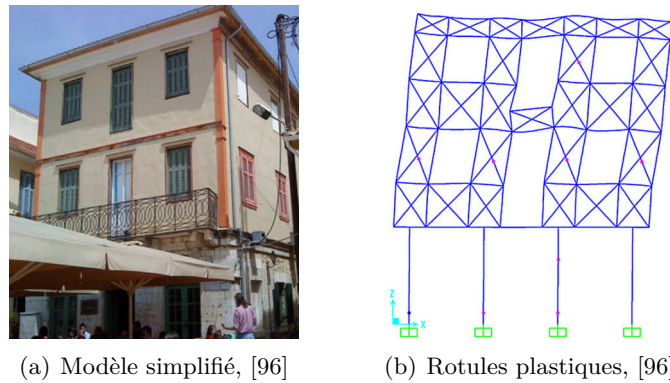 Z
X
(a) Modèle simplifié, [96]
(b) Rotules plastiques, [96]